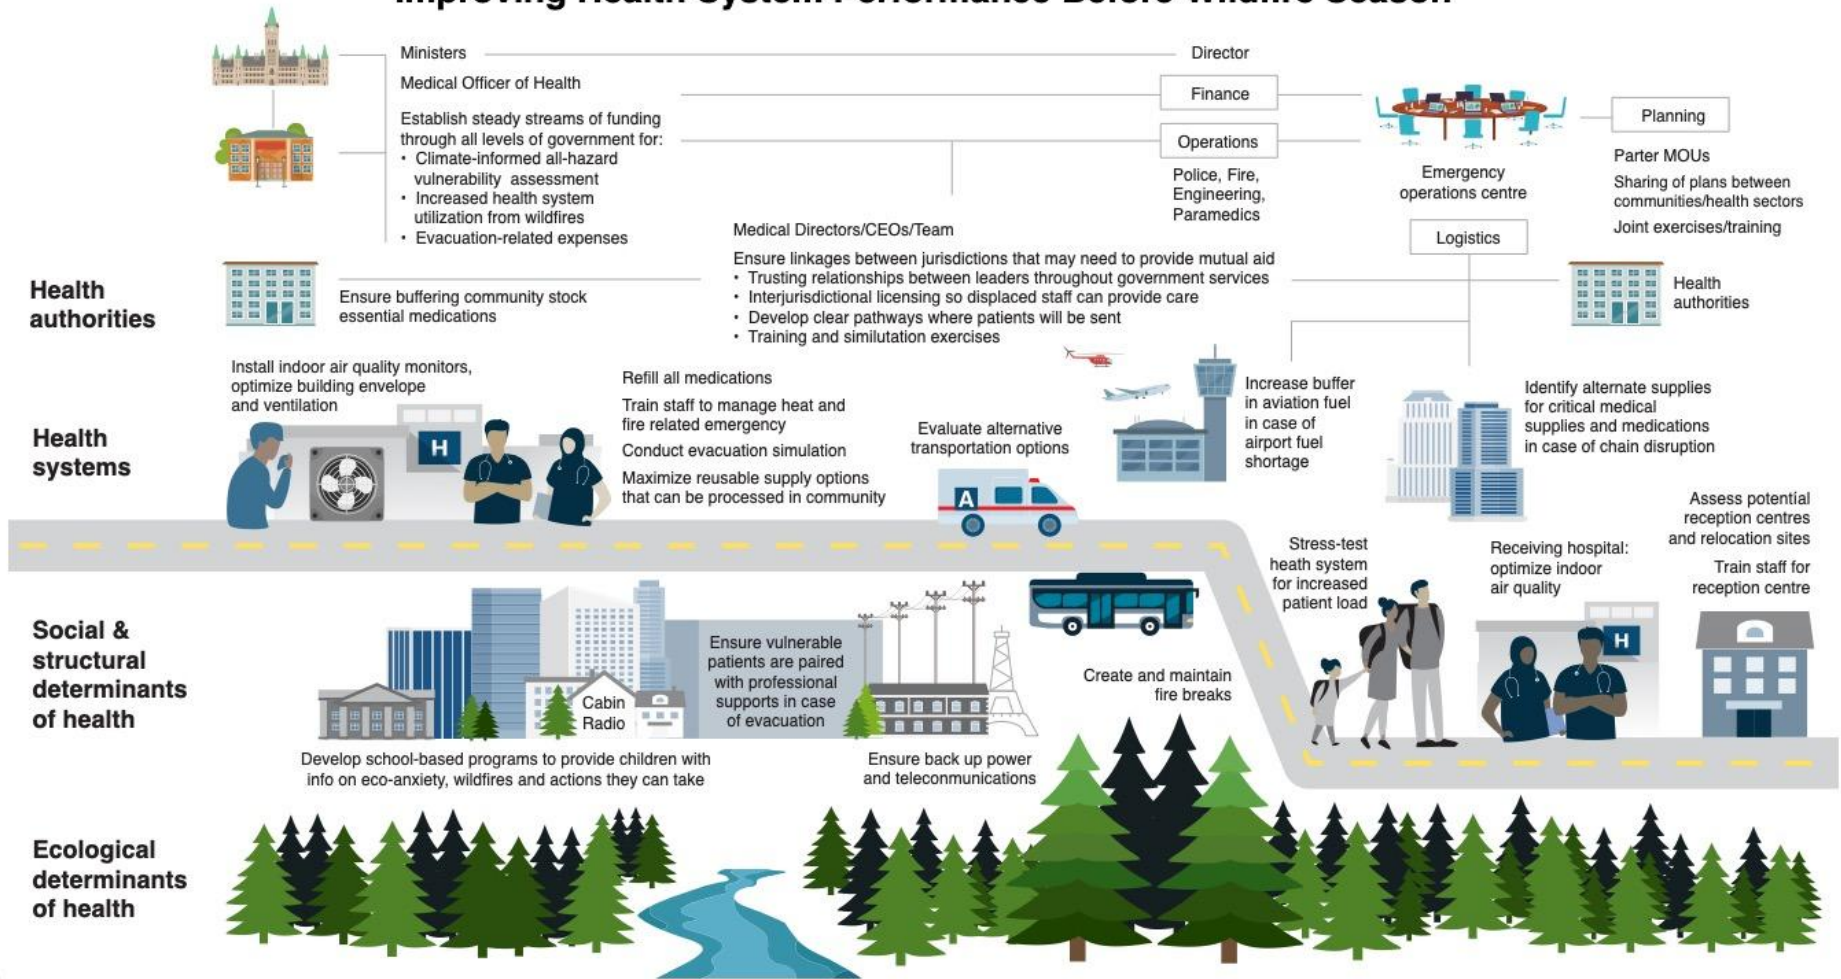 Improving Health System Performance Before Wildfire Season
Ministers
Director
Medical Officer of Health
Finance
Establish steady streams of funding
through all levels of government for:
• Climate-informed all-hazard
vulnerability assessment
• Increased health system
utilization from wildfires
• Evacuation-related expenses
Operations
Police, Fire,
Engineering,
Paramedics
Emergency
operations centre
Planning
Parter MOUs
Sharing of plans between
communities/health sectors
Joint exercises/training
Logistics
Medical Directors/CEOs/Team
Ensure linkages between jurisdictions that may need to provide mutual aid
• Trusting relationships between leaders throughout government services
• Interjurisdictional licensing so displaced staff can provide care
• Develop clear pathways where patients will be sent
• Training and similutation exercises
Health
authorities
Ensure buffering community stock
essential medications
Health
authorities
Health
systems
Install indoor air quality monitors,
optimize building envelope
and ventilation
H
Refill all medications
Train staff to manage heat and
fire related emergency
Conduct evacuation simulation
Maximize reusable supply options
that can be processed in community
Evaluate alternative
transportation options
A
Increase buffer
in aviation fuel
in case of
airport fuel
shortage
Identify alternate supplies
for critical medical
supplies and medications
in case of chain disruption
Assess potential
reception centres
and relocation sites
Train staff for
reception centre
Stress-test
heath system
for increased
patient load
Receiving hospital:
optimize indoor
air quality
H
Social &
structural
determinants
of health
Cabin
Radio
Ensure vulnerable
patients are paired
with professional
supports in case
of evacuation
Create and maintain
fire breaks
Develop school-based programs to provide children with
info on eco-anxiety, wildfires and actions they can take
Ensure back up power
and teleconmunications
Ecological
determinants
of health